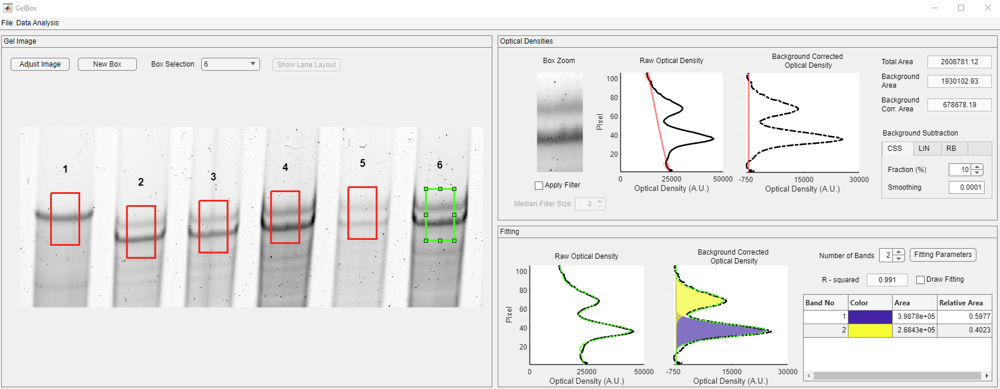 GelBox
File Data Analysis
Gel Image
Adjust Image
New Box
Box Selection
6
Show Lane Layout
1
2
3
4
5
6
Optical Densities
Box Zoom
Apply Filter
Median Filter Size
3
Raw Optical Density
100
80
60
40
20
Pixel
0
25000
50000
Optical Density (A.U.)
Background Corrected
Optical Density
-750
15000
30000
Optical Density (A.U.)
Total Area
2608781.12
Background
Area
1930102.93
Background
Corr. Area
678678.19
Background Subtraction
CSS LIN RB
Fraction (%)
10
Smoothing
0.0001
Fitting
Raw Optical Density
100
80
60
40
20
Pixel
0
25000
50000
Optical Density (A.U.)
Background Corrected
Optical Density
-750
15000
30000
Optical Density (A.U.)
Number of Bands
2
Fitting Parameters
R - squared
0.991
Draw Fitting
Band No Color Area Relative Area
1 3.9878e+05 0.5977
2 2.6843e+05 0.4023